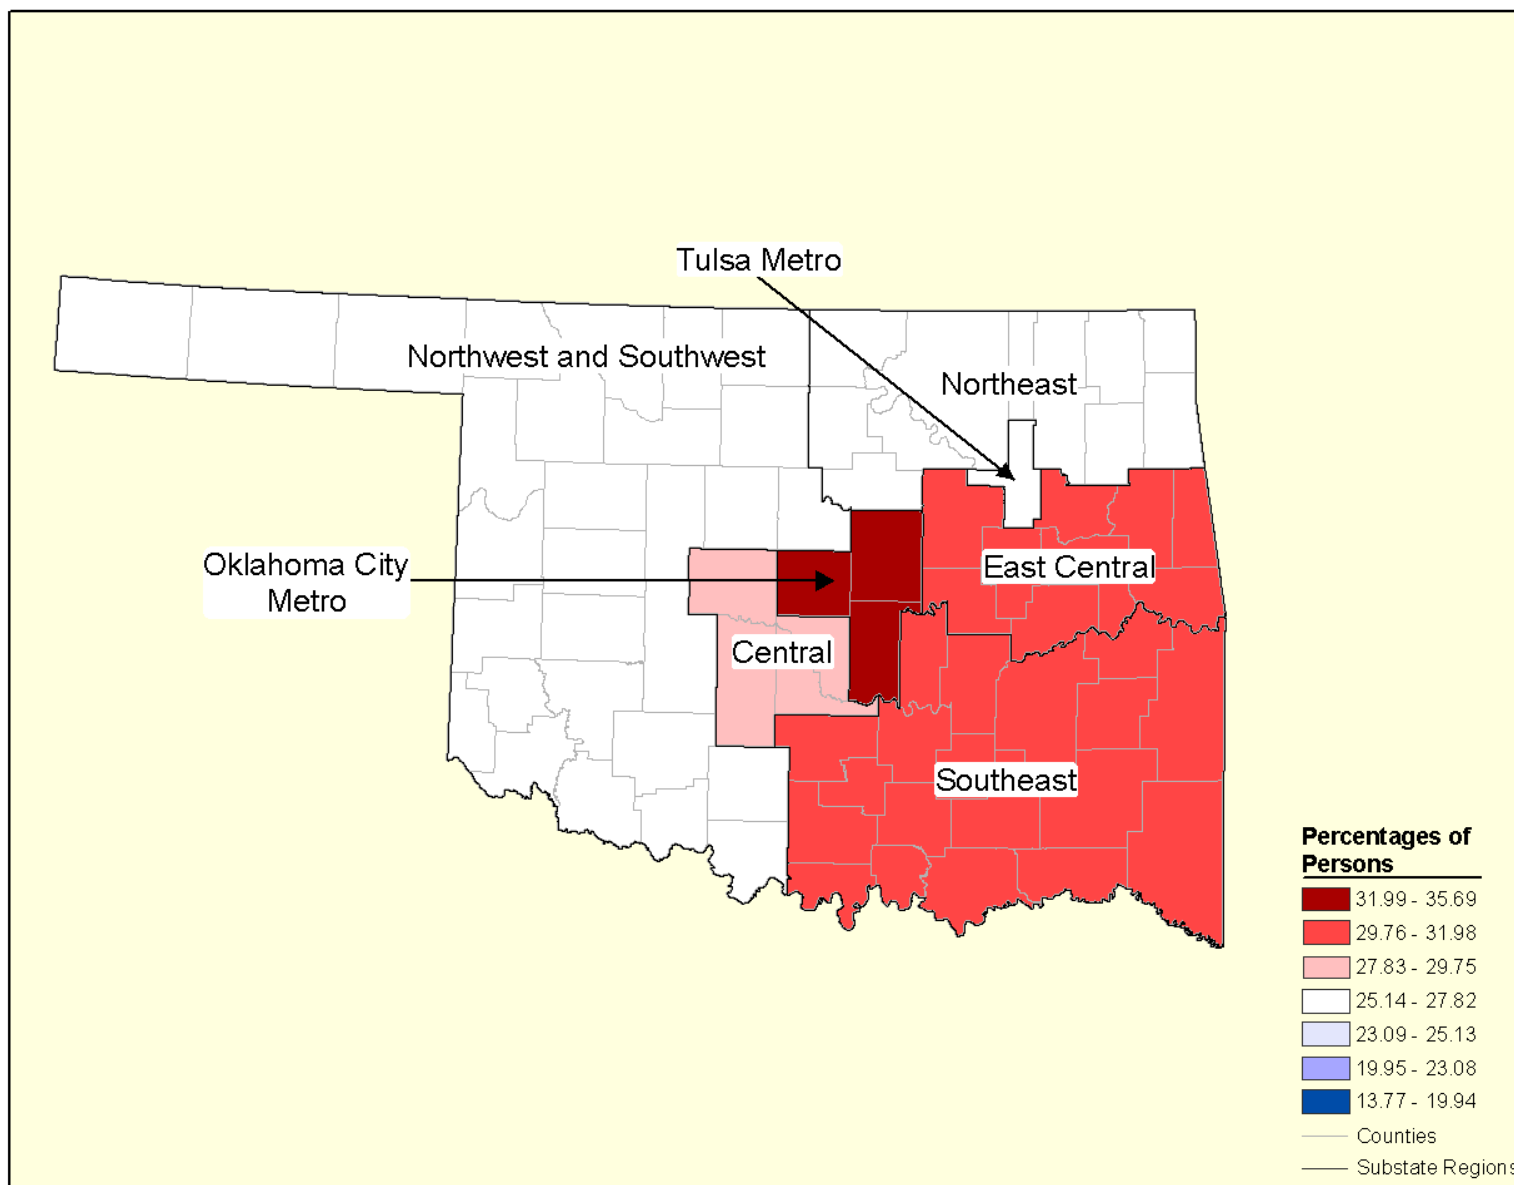 Tulsa Metro
Northwest and Southwest
Northeast
Oklahoma City
Metro
East Central
Central
Southeast
Percentages of
Persons
31.99 - 35.69
29.76 - 31.98
27.83 - 29.75
25.14 - 27.82
23.09 - 25.13
19.95 - 23.08
13.77 - 19.94
Counties
Substate Regions